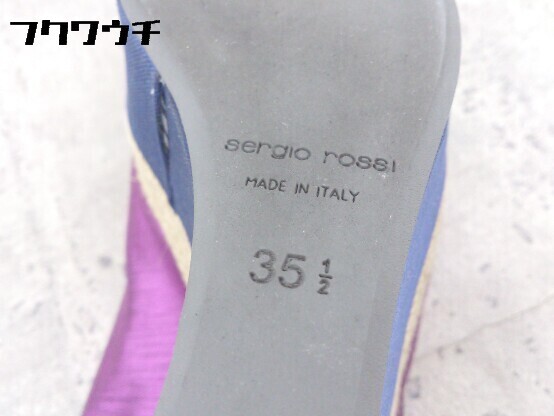 フクワウチ
sergio rossi
MADE IN ITALY
35 1/2